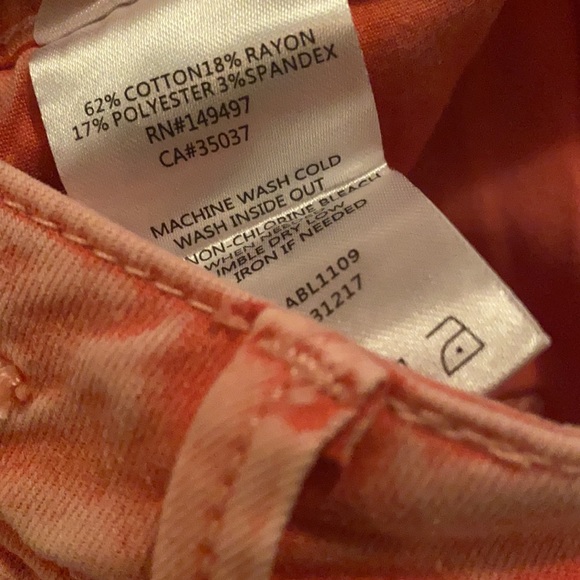 62% COTTON18% RAYON
17% POLYESTER 3%SPANDEX
RN#149497
CA#35037
MACHINE WASH COLD
WASH INSIDE OUT
NON-CHLORINE BLEACH
WHEN NEEDED
UMBLE DRY LOW
IRON IF NEEDED
ABL1109
31217